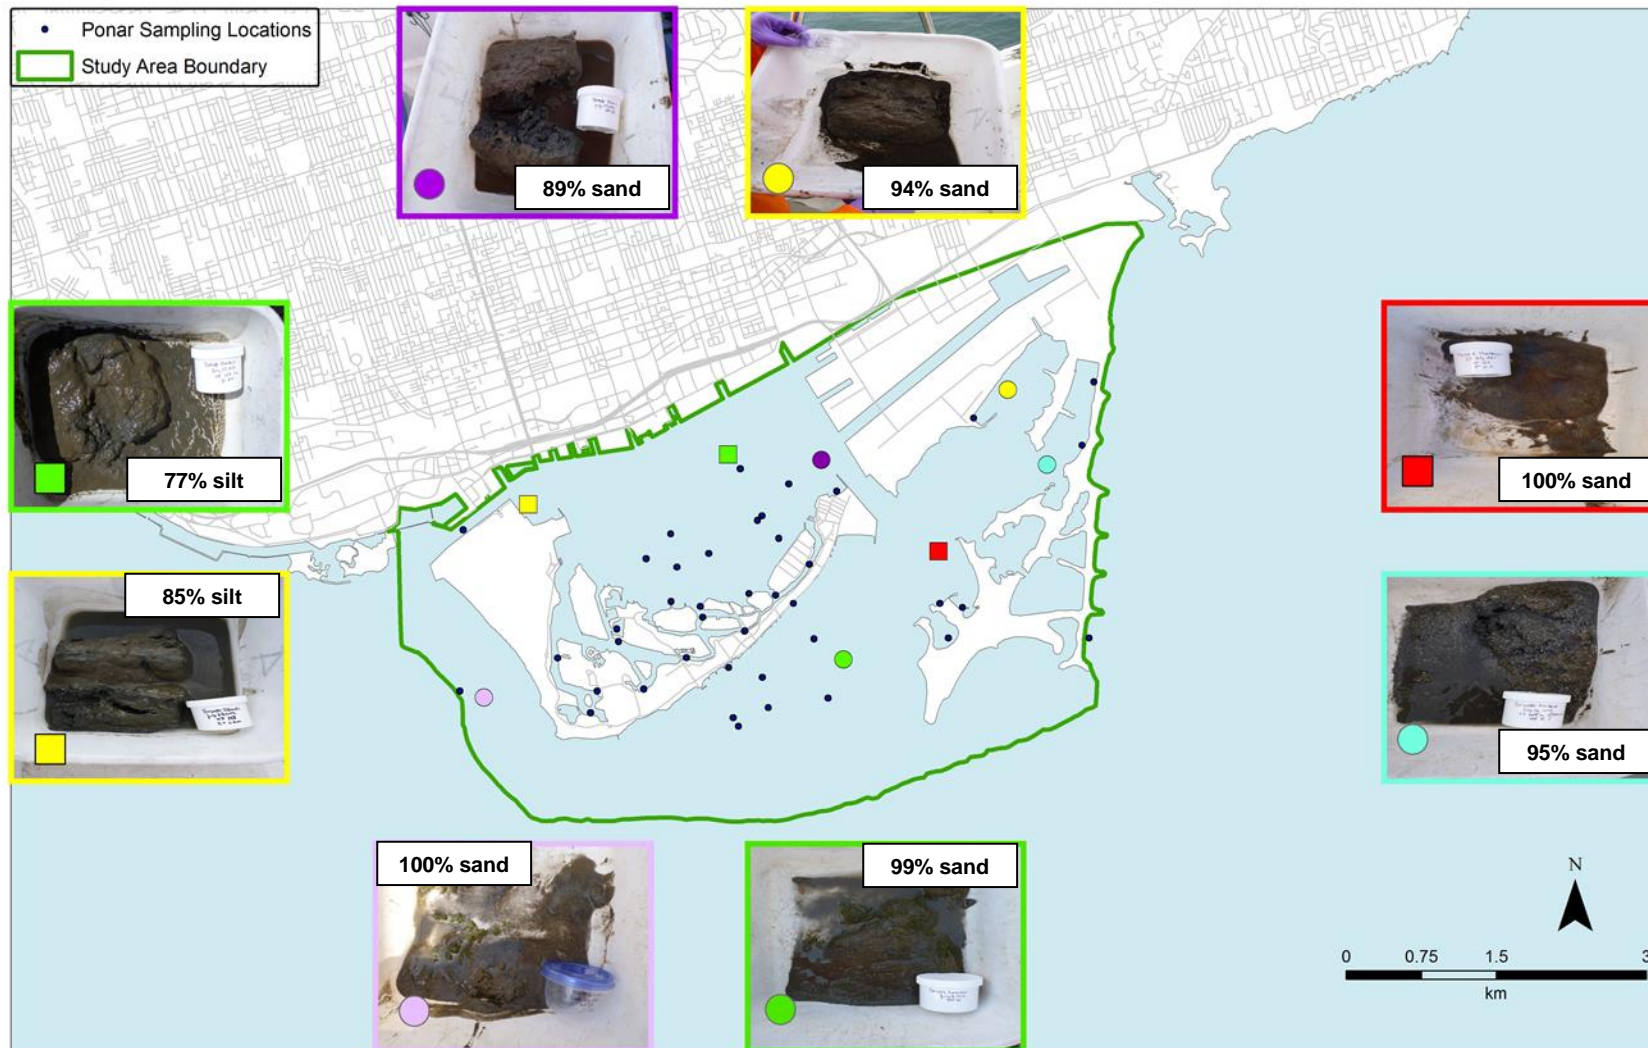 Ponar Sampling Locations
Study Area Boundary
89% sand
94% sand
77% silt
100% sand
85% silt
95% sand
100% sand
99% sand
N
0 0.75 1.5 3
km